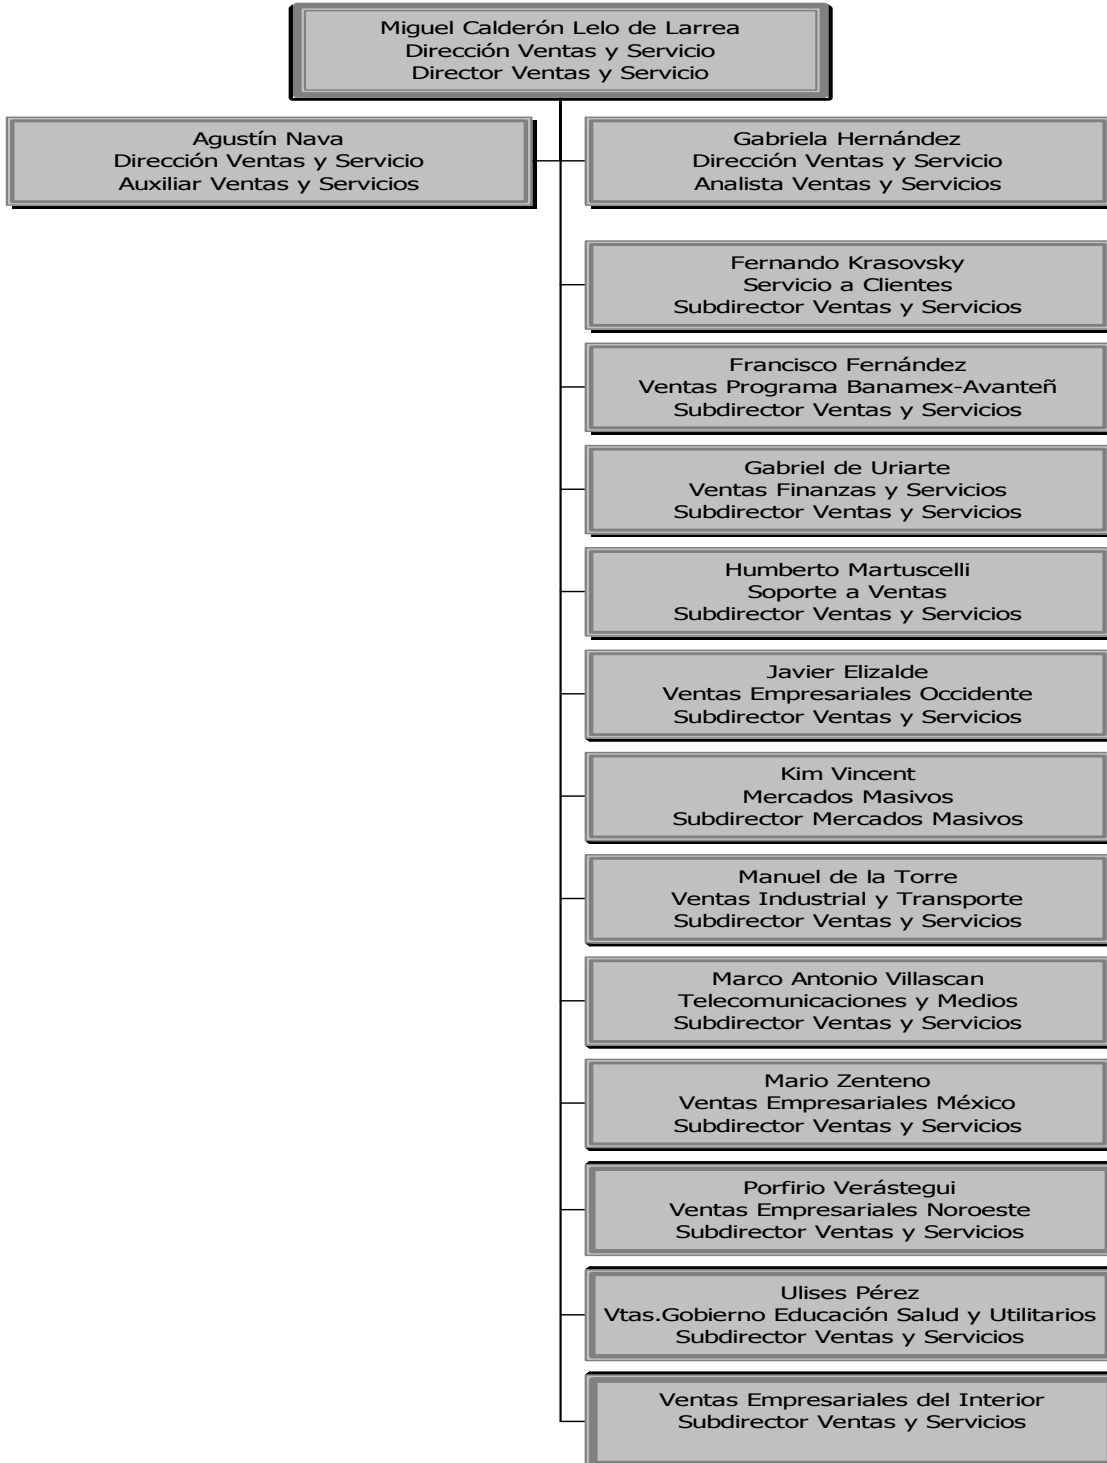 Miguel Calderón Lelo de Larrea
Dirección Ventas y Servicio
Director Ventas y Servicio
Agustín Nava
Dirección Ventas y Servicio
Auxiliar Ventas y Servicios
Gabriela Hernández
Dirección Ventas y Servicio
Analista Ventas y Servicios
Fernando Krasovsky
Servicio a Clientes
Subdirector Ventas y Servicios
Francisco Fernández
Ventas Programa Banamex-Avanteñ
Subdirector Ventas y Servicios
Gabriel de Uriarte
Ventas Finanzas y Servicios
Subdirector Ventas y Servicios
Humberto Martuscelli
Soporte a Ventas
Subdirector Ventas y Servicios
Javier Elizalde
Ventas Empresariales Occidente
Subdirector Ventas y Servicios
Kim Vincent
Mercados Masivos
Subdirector Mercados Masivos
Manuel de la Torre
Ventas Industrial y Transporte
Subdirector Ventas y Servicios
Marco Antonio Villascan
Telecomunicaciones y Medios
Subdirector Ventas y Servicios
Mario Zenteno
Ventas Empresariales México
Subdirector Ventas y Servicios
Porfirio Verástegui
Ventas Empresariales Noroeste
Subdirector Ventas y Servicios
Ulises Pérez
Vtas.Gobierno Educación Salud y Utilitarios
Subdirector Ventas y Servicios
Ventas Empresariales del Interior
Subdirector Ventas y Servicios